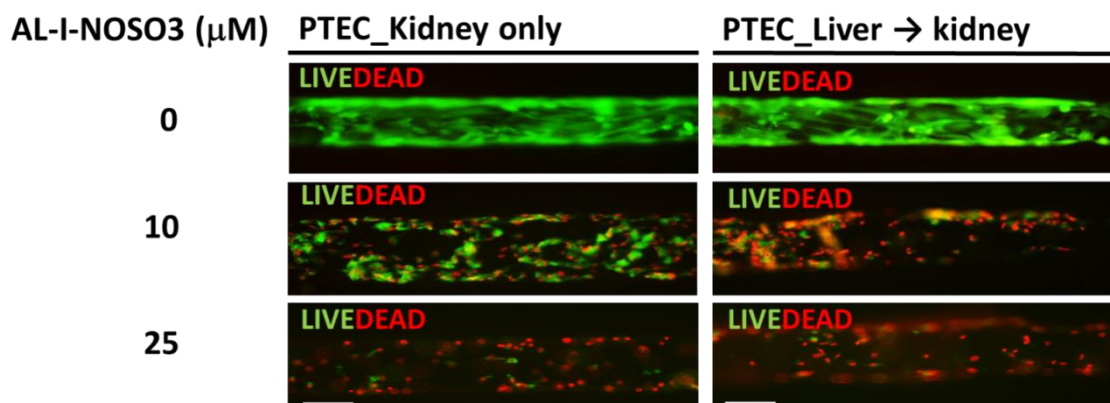 AL-I-NOSO3 (μM) PTEC_Kidney only PTEC_Liver → kidney
0 LIVEDEAD LIVEDEAD
10 LIVEDEAD LIVEDEAD
25 LIVEDEAD LIVEDEAD